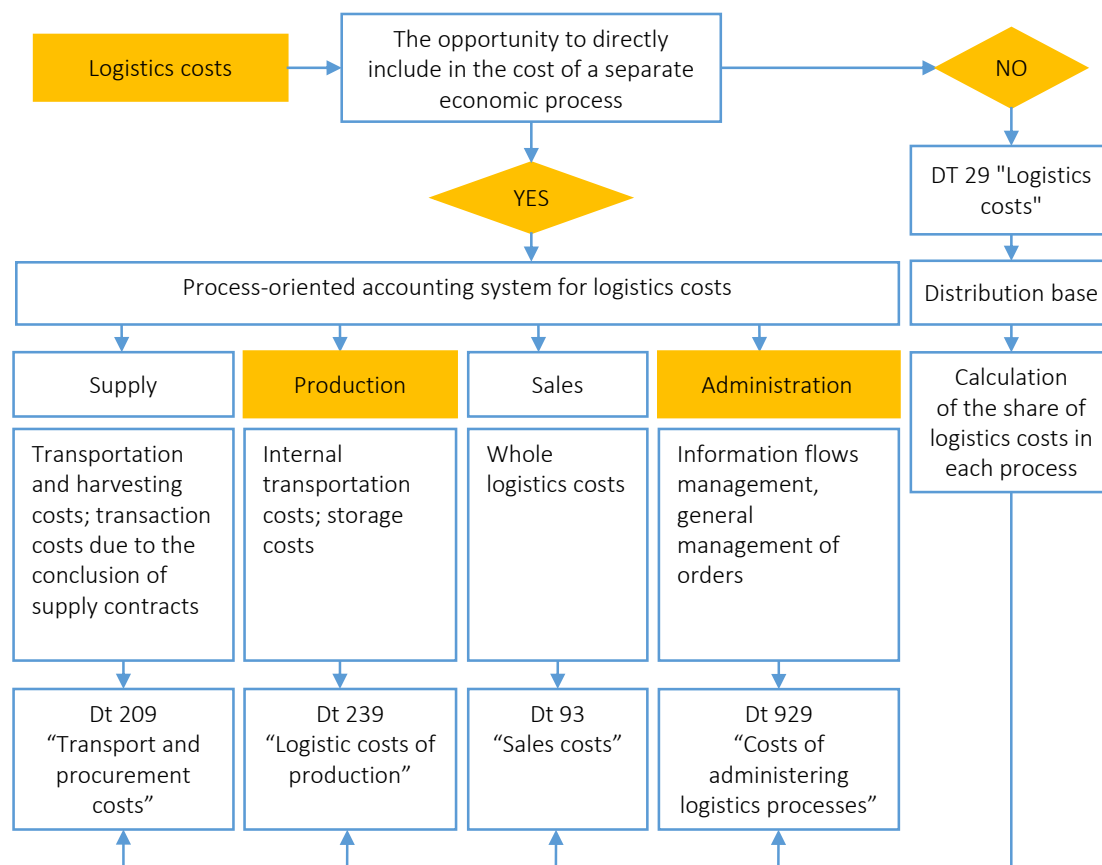 Logistics costs
The opportunity to directly
include in the cost of a separate
economic process
NO
YES
DT 29 "Logistics
costs"
Process-oriented accounting system for logistics costs
Distribution base
Supply
Production
Sales
Administration
Calculation
of the share of
logistics costs in
each process
Transportation
and harvesting
costs; transaction
costs due to the
conclusion of
supply contracts
Internal
transportation
costs; storage
costs
Whole
logistics costs
Information flows
management,
general
management of
orders
Dt 209
“Transport and
procurement
costs”
Dt 239
“Logistic costs of
production”
Dt 93
“Sales costs”
Dt 929
“Costs of
administering
logistics processes”